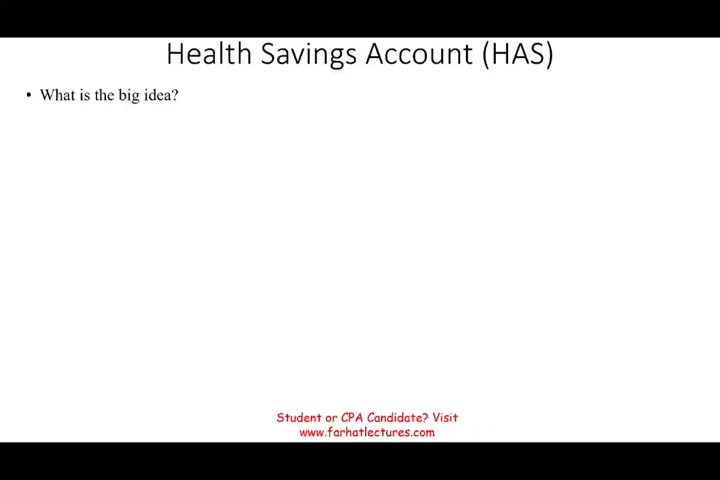 Health Savings Account (HAS)
• What is the big idea?
Student or CPA Candidate? Visit
www.farhatlectures.com